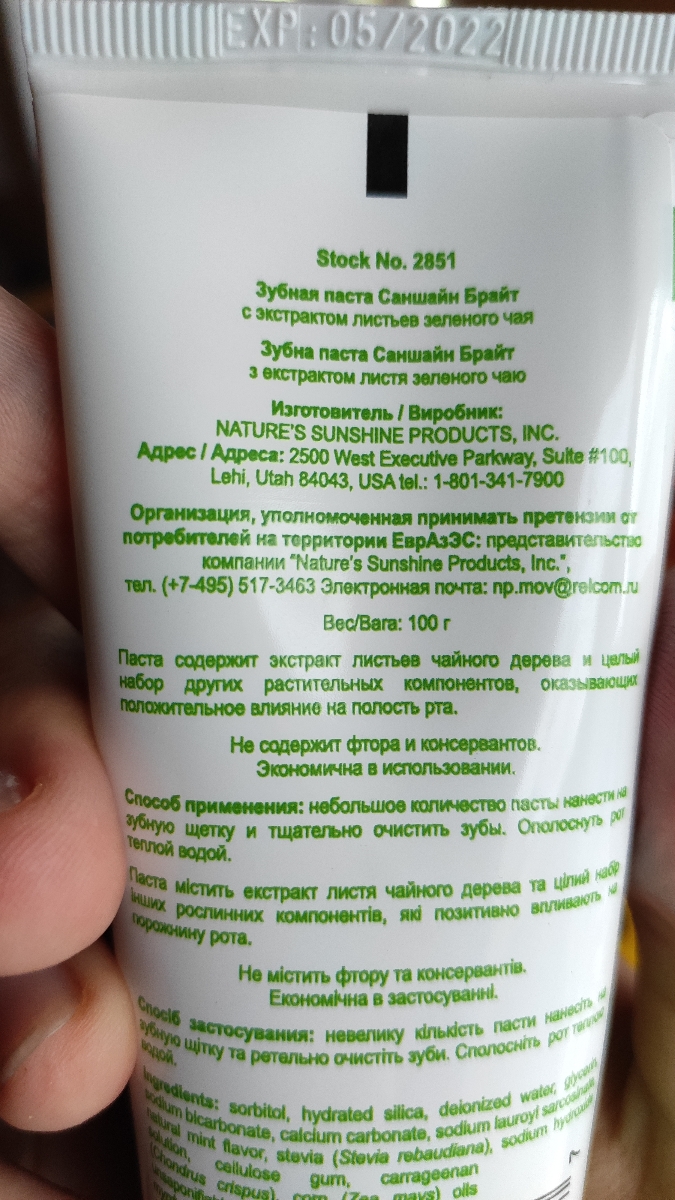 EXP: 05/2022
Stock No. 2851
Зубная паста Саншайн Брайт
с экстрактом листьев зеленого чая
Зубна паста Саншайн Брайт
з екстрактом листя зеленого чаю
Изготовитель / Виробник:
NATURE'S SUNSHINE PRODUCTS, INC.
Адрес / Адреса: 2500 West Executive Parkway, Suite #100,
Lehi, Utah 84043, USA tel.: 1-801-341-7900
Организация, уполномоченная принимать претензии от
потребителей на территории ЕврАзЭС: представительство
компании "Nature's Sunshine Products, Inc.",
тел. (+7-495) 517-3463 Электронная почта: np.mov@relcom.ru
Вес/Вага: 100 г
Паста содержит экстракт листьев чайного дерева и целый
набор других растительных компонентов, оказывающих
положительное влияние на полость рта.
Не содержит фтора и консервантов.
Экономична в использовании.
Способ применения: небольшое количество пасты нанести на
зубную щетку и тщательно очистить зубы. Ополоснуть рот
теплой водой.
Паста містить екстракт листя чайного дерева та цілий набір
інших рослинних компонентів, які позитивно впливають на
порожнину рота.
Не містить фтору та консервантів.
Економічна в застосуванні.
Спосіб застосування: невелику кількість пасти нанесіть на
зубную щітку та ретельно очистіть зуби. Сполосніть рот теплою
водой.
Ingredients: sorbitol, hydrated silica, deionized water, glycerin,
sodium bicarbonate, calcium carbonate, sodium lauroyl sarcosinate,
natural mint flavor, stevia (Stevia rebaudiana), sodium hydroxide
solution, cellulose gum, carrageenan
(Chondrus crispus), corn (Zea mays) oils